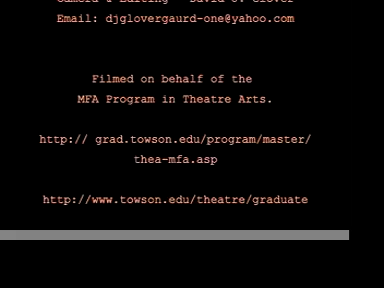 Email: djglovergaurd-one@yahoo.com
Filmed on behalf of the
MFA Program in Theatre Arts.
http:// grad.towson.edu/program/master/
thea-mfa.asp
http://www.towson.edu/theatre/graduate